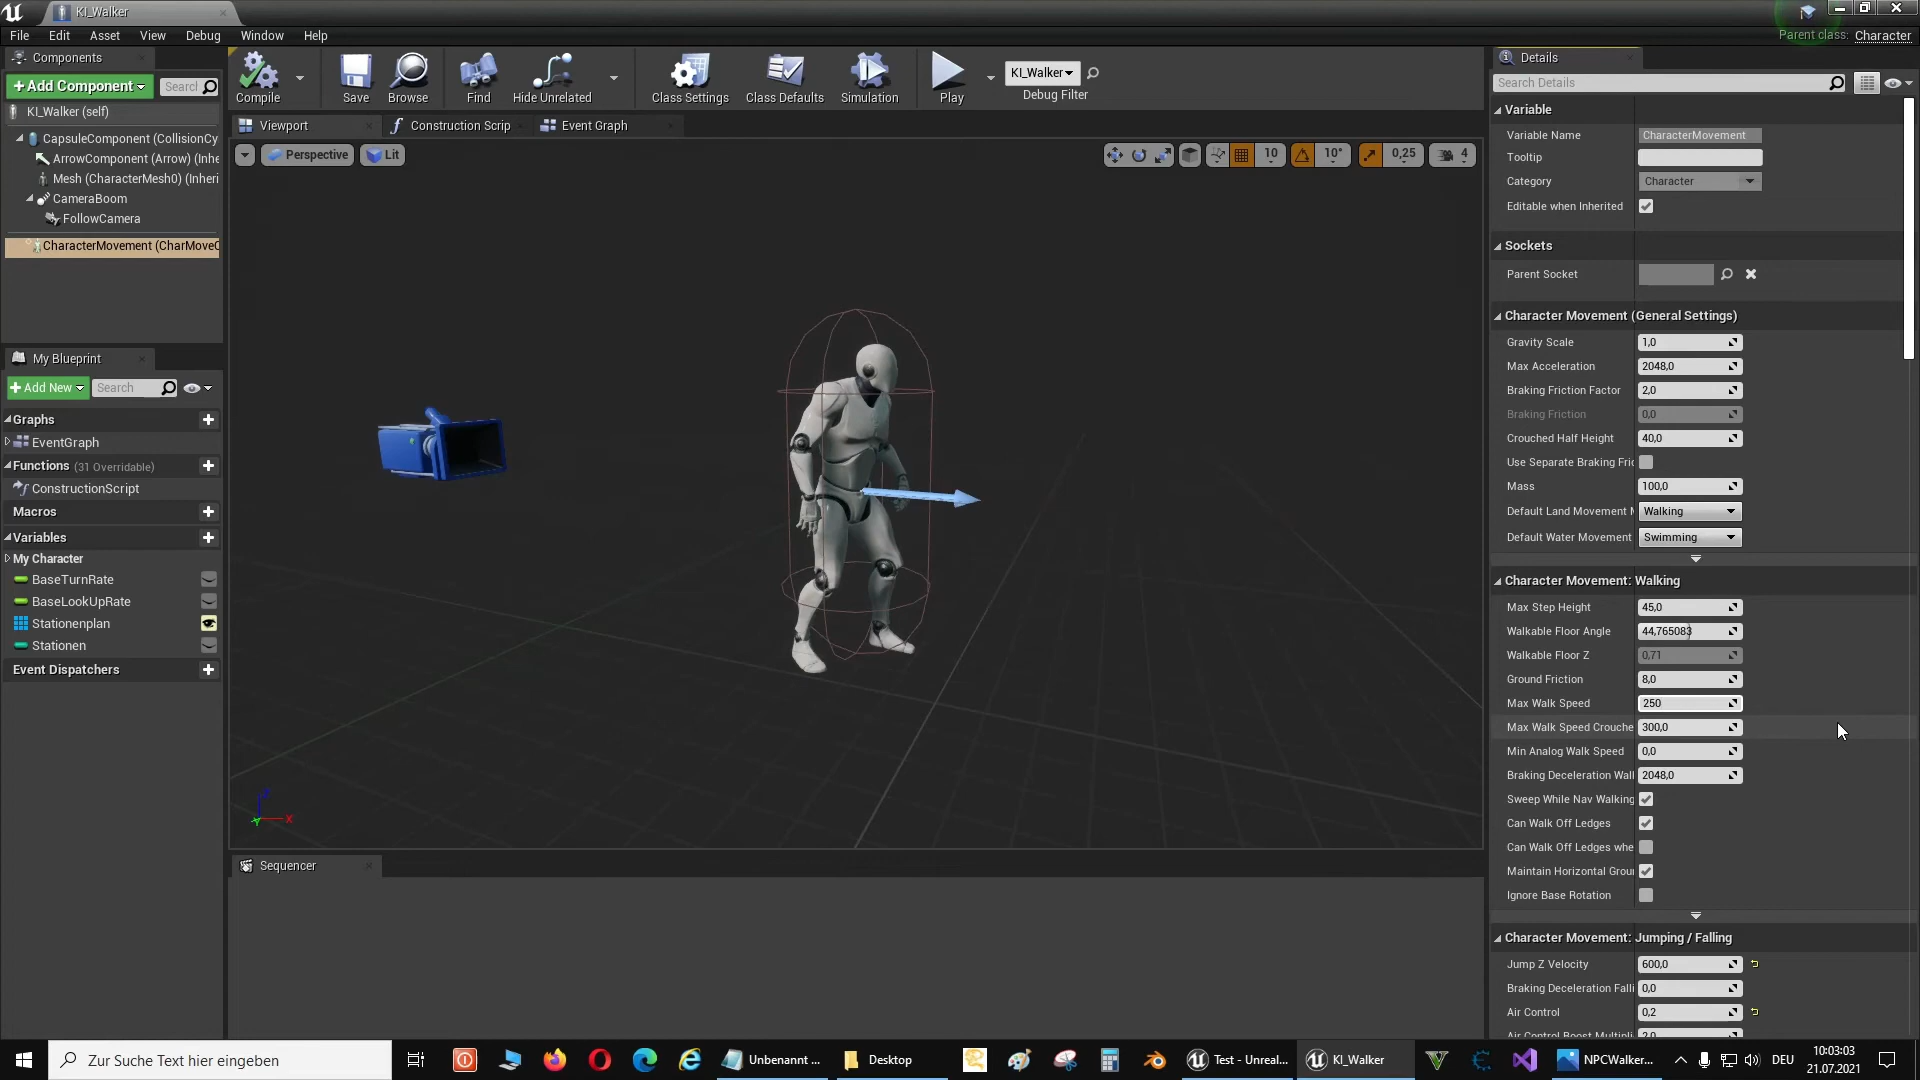 KI_Walker
File Edit Asset View Debug Window Help
Parent class: Character
Components
+Add Component
Search
KI_Walker (self)
CapsuleComponent (CollisionCy
ArrowComponent (Arrow) (Inhe
Mesh (CharacterMesh0) (Inheri
CameraBoom
FollowCamera
CharacterMovement (CharMoveC
My Blueprint
+Add New
Search
Graphs
EventGraph
Functions (31 Overridable)
ConstructionScript
Macros
Variables
My Character
BaseTurnRate
BaseLookUpRate
Stationenplan
Stationen
Event Dispatchers
Compile
Save
Browse
Find
Hide Unrelated
Class Settings
Class Defaults
Simulation
Play
KI_Walker
Debug Filter
Viewport
Construction Scrip
Event Graph
Perspective
Lit
10
10°
0,25
4
X
Y
Sequencer
Details
Search Details
Variable
Variable Name CharacterMovement
Tooltip
Category Character
Editable when Inherited
Sockets
Parent Socket
Character Movement (General Settings)
Gravity Scale 1,0
Max Acceleration 2048,0
Braking Friction Factor 2,0
Braking Friction 0,0
Crouched Half Height 40,0
Use Separate Braking Fric
Mass 100,0
Default Land Movement M Walking
Default Water Movement Swimming
Character Movement: Walking
Max Step Height 45,0
Walkable Floor Angle 44,765083
Walkable Floor Z 0,71
Ground Friction 8,0
Max Walk Speed 250
Max Walk Speed Crouche 300,0
Min Analog Walk Speed 0,0
Braking Deceleration Wall 2048,0
Sweep While Nav Walking
Can Walk Off Ledges
Can Walk Off Ledges whe
Maintain Horizontal Grour
Ignore Base Rotation
Character Movement: Jumping / Falling
Jump Z Velocity 600,0
Braking Deceleration Falli 0,0
Air Control 0,2
Air Control Boost Multipli 2,0
Zur Suche Text hier eingeben
Unbenannt ...
Desktop
Test - Unreal...
KI_Walker
NPCWalker...
DEU
10:03:03
21.07.2021